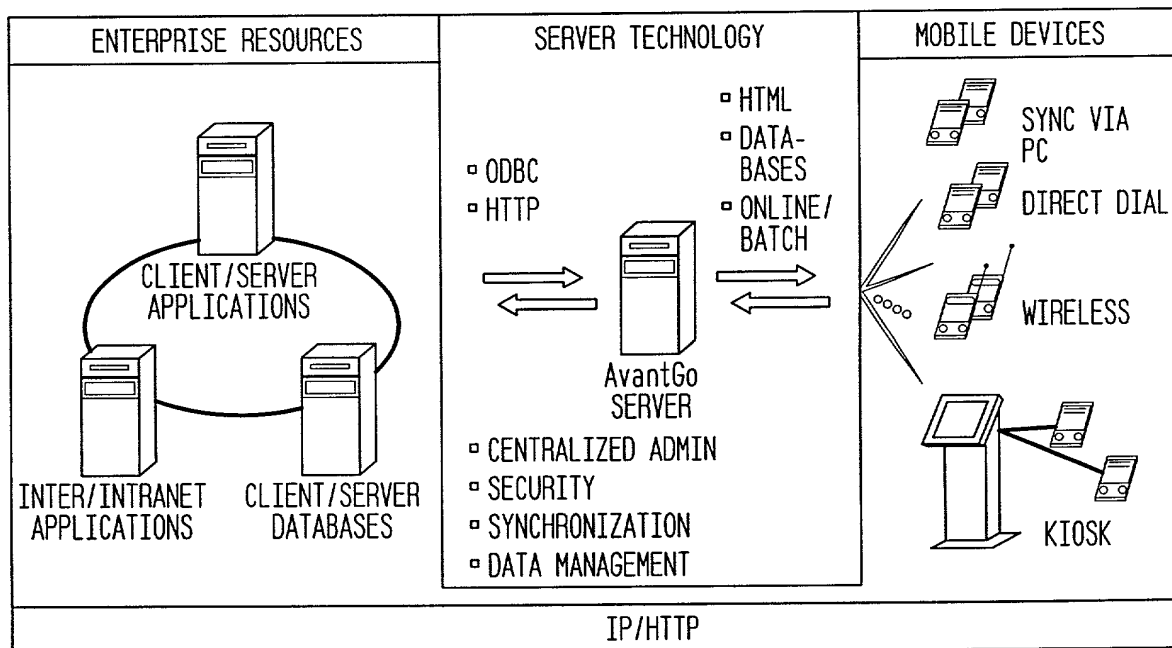 ENTERPRISE RESOURCES
SERVER TECHNOLOGY
MOBILE DEVICES
CLIENT/SERVER
APPLICATIONS
INTER/INTRANET
APPLICATIONS
CLIENT/SERVER
DATABASES
ODBC
HTTP
HTML
DATA-
BASES
ONLINE/
BATCH
AvantGo
SERVER
CENTRALIZED ADMIN
SECURITY
SYNCHRONIZATION
DATA MANAGEMENT
SYNC VIA
PC
DIRECT DIAL
WIRELESS
KIOSK
IP/HTTP